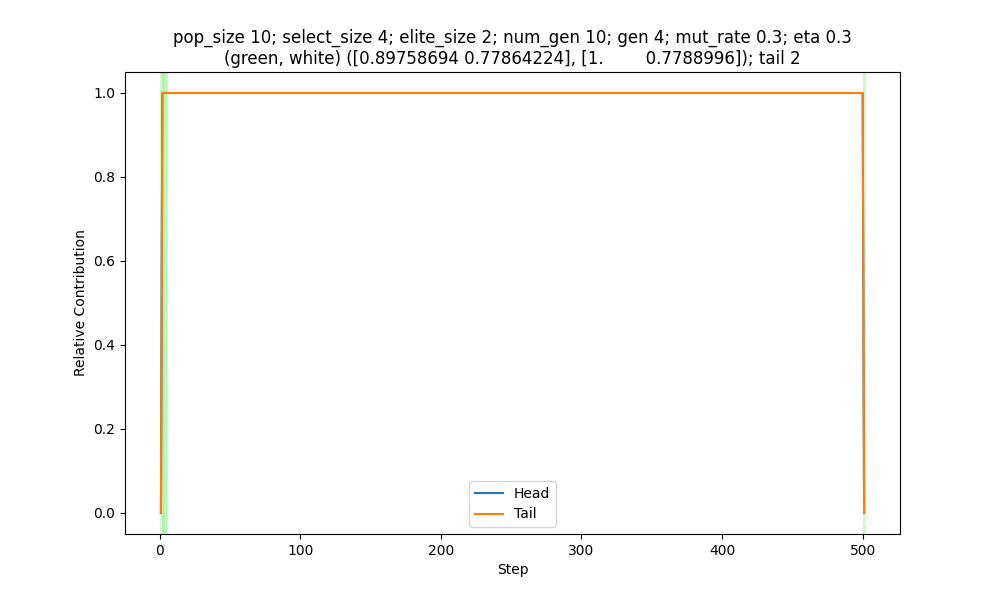 pop_size 10; select_size 4; elite_size 2; num_gen 10; gen 4; mut_rate 0.3; eta 0.3
(green, white) ([0.89758694 0.77864224], [1.        0.7788996]); tail 2
1.0
0.8
0.6
0.4
0.2
0.0
Relative Contribution
Head
Tail
0 100 200 300 400 500
Step